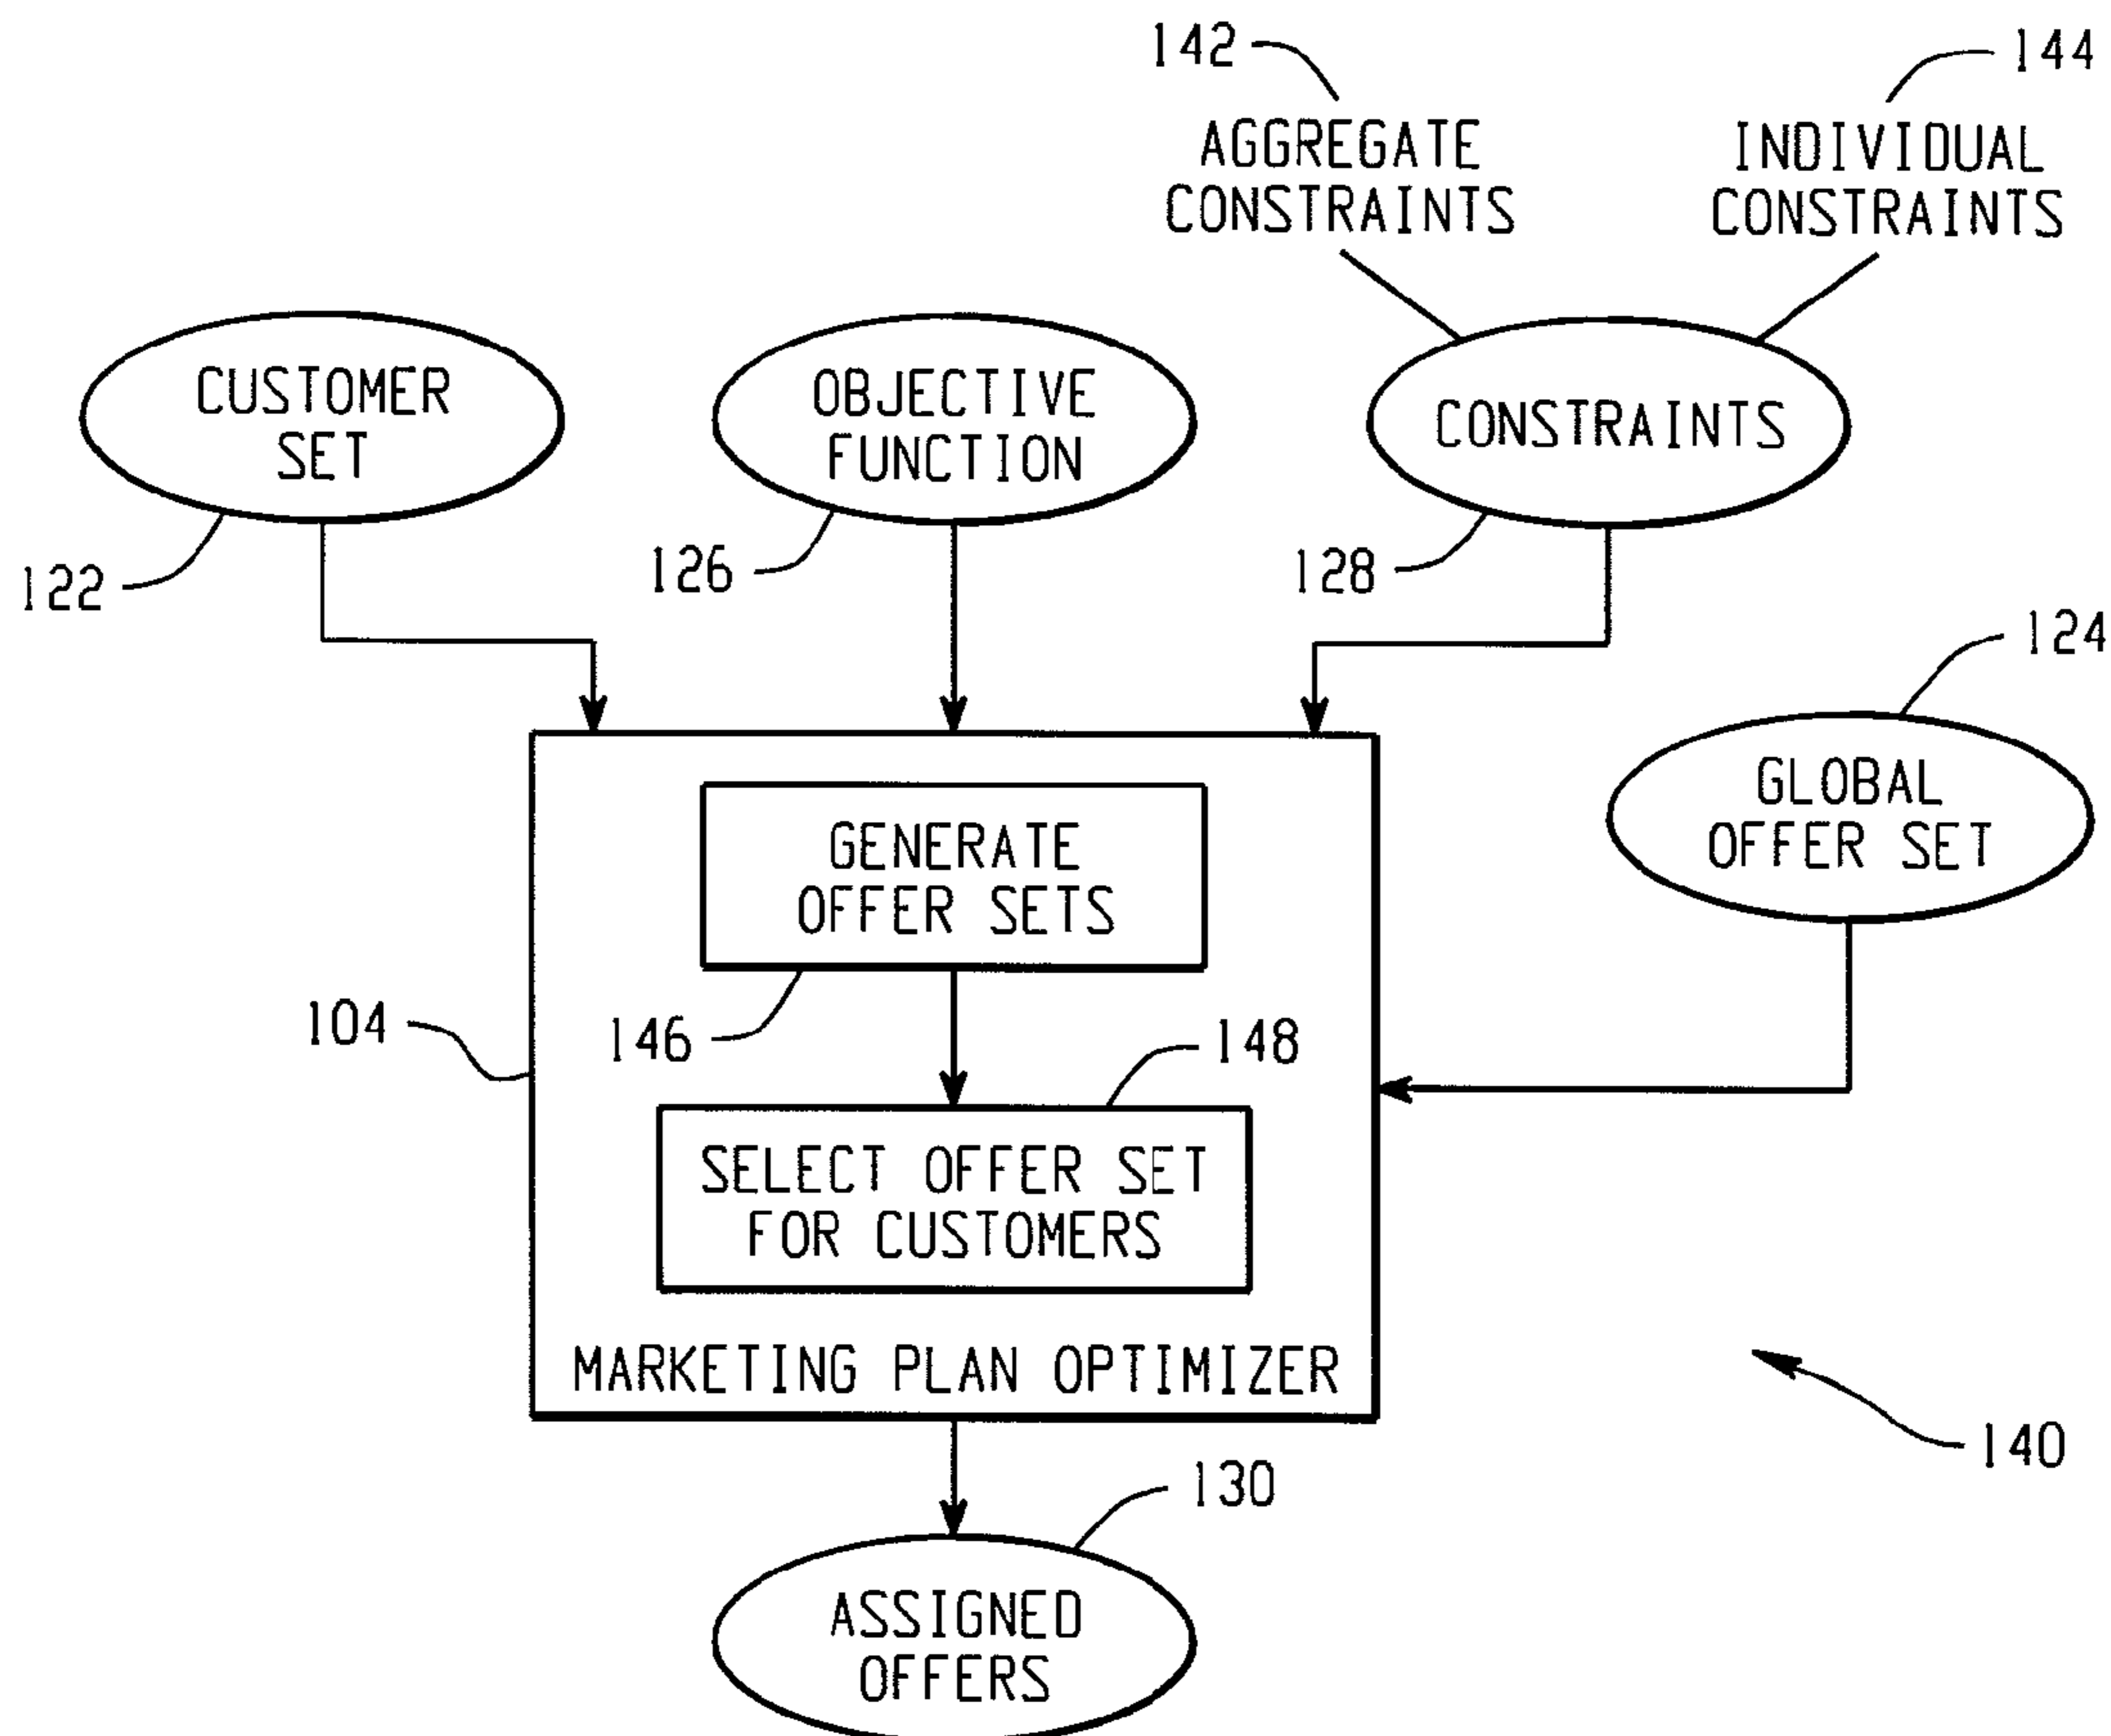 142
144
AGGREGATE
CONSTRAINTS
INDIVIDUAL
CONSTRAINTS
CUSTOMER
SET
OBJECTIVE
FUNCTION
CONSTRAINTS
122
126
128
124
GLOBAL
OFFER SET
GENERATE
OFFER SETS
104
146
148
SELECT OFFER SET
FOR CUSTOMERS
MARKETING PLAN OPTIMIZER
140
130
ASSIGNED
OFFERS